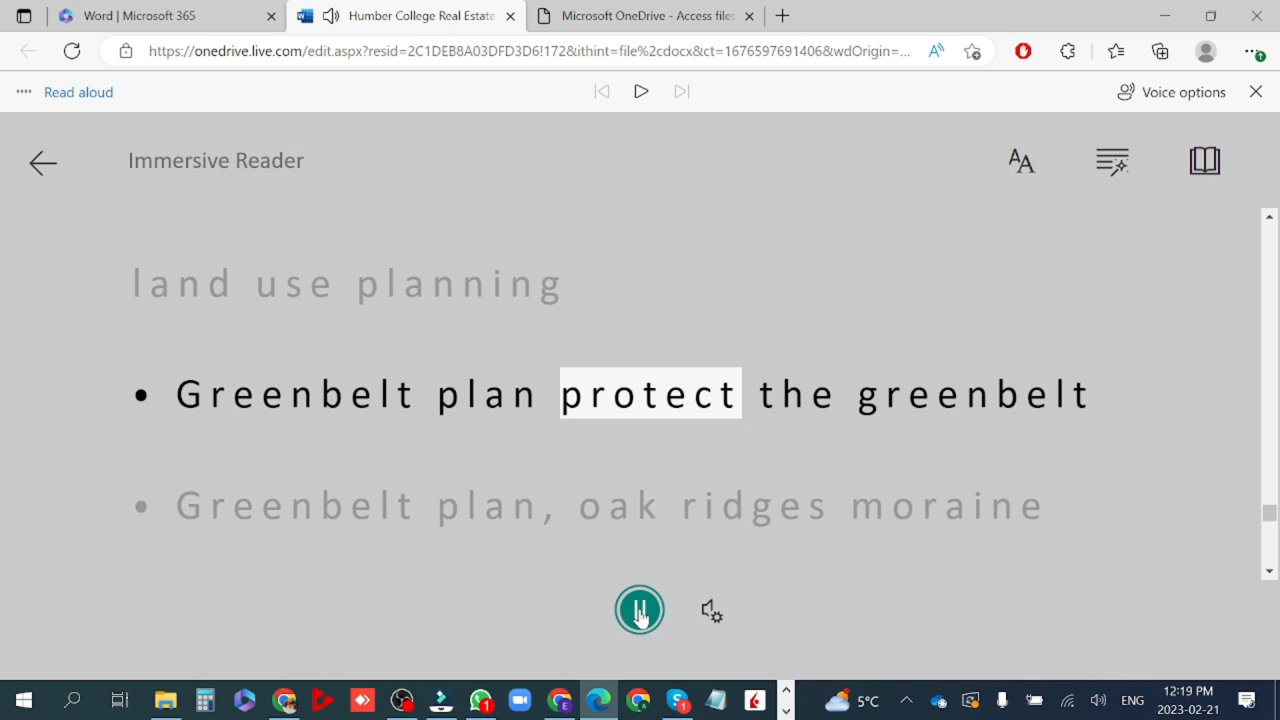 Word | Microsoft 365
Humber College Real Estate
Microsoft OneDrive - Access files
https://onedrive.live.com/edit.aspx?resid=2C1DEB8A03DFD3D6!172&ithint=file%2cdocx&ct=1676597691406&wdOrigin=...
Read aloud
Voice options
Immersive Reader
land use planning
• Greenbelt plan protect the greenbelt
• Greenbelt plan, oak ridges moraine
5°C
ENG
12:19 PM
2023-02-21